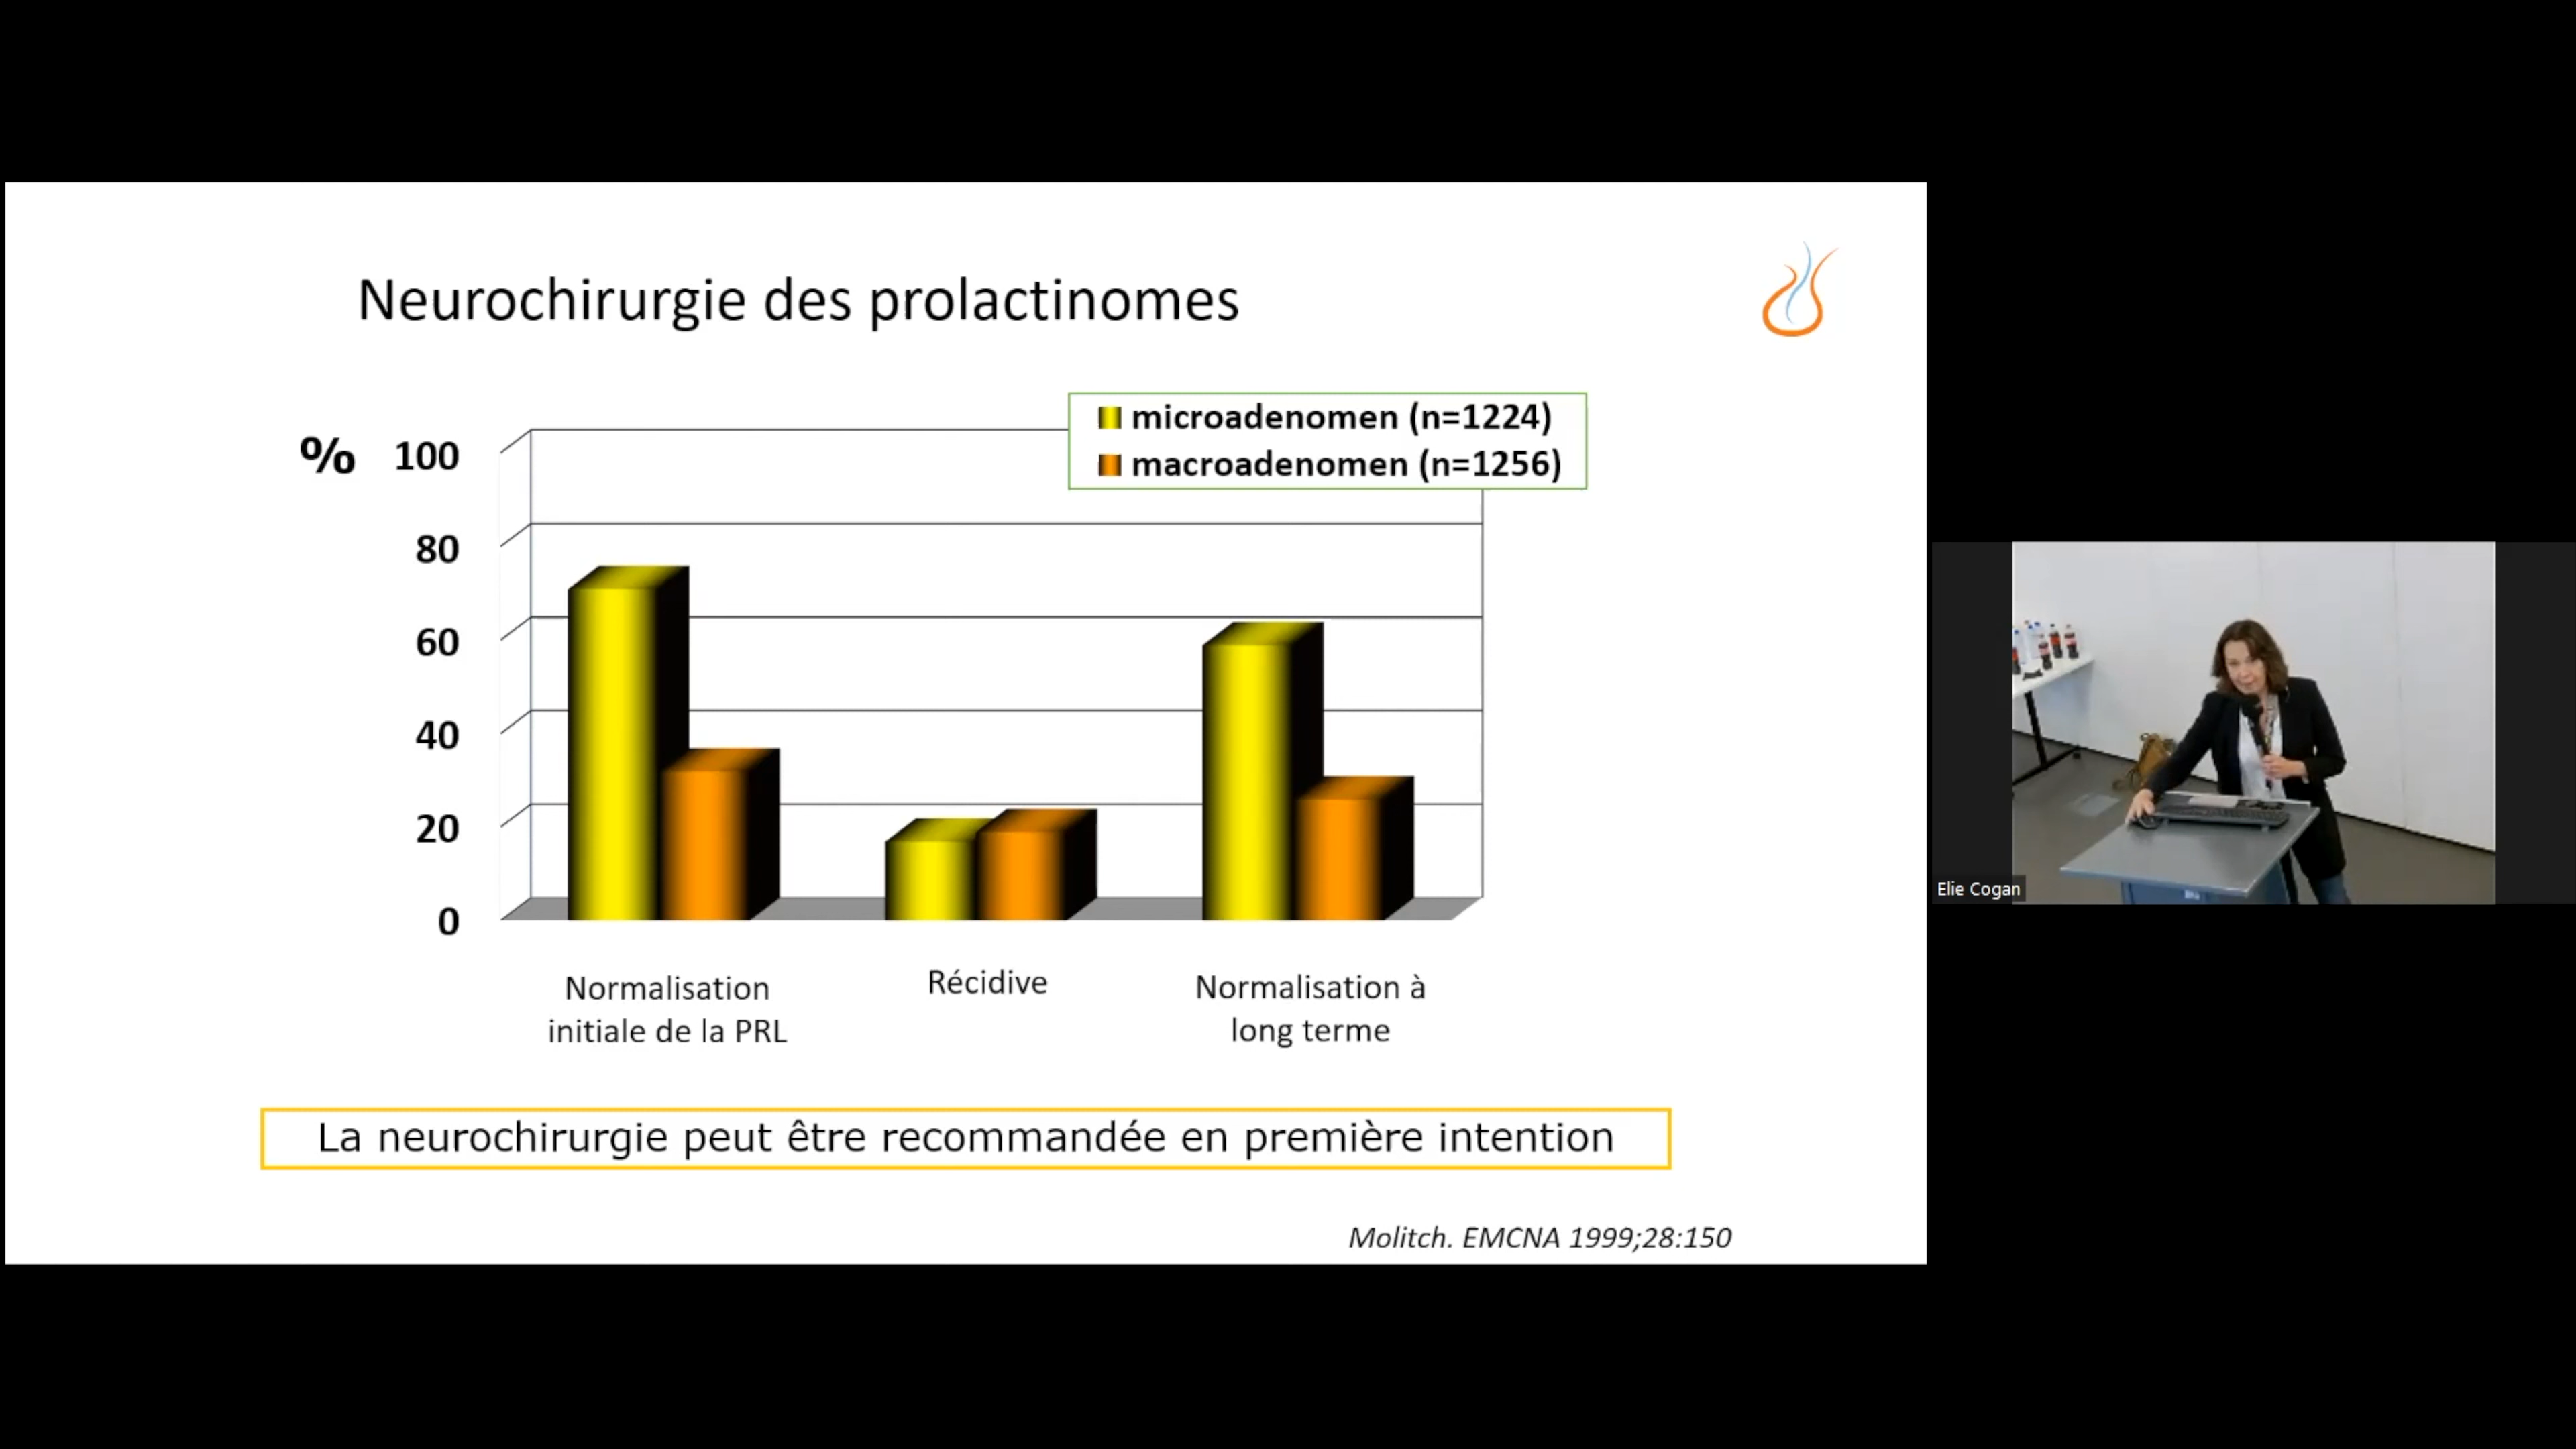 Neurochirurgie des prolactinomes
microadenomen (n=1224)
macroadenomen (n=1256)
%
100
80
60
40
20
0
Normalisation
initiale de la PRL
Récidive
Normalisation à
long terme
La neurochirurgie peut être recommandée en première intention
Molitch. EMCNA 1999;28:150
Elie Cogan